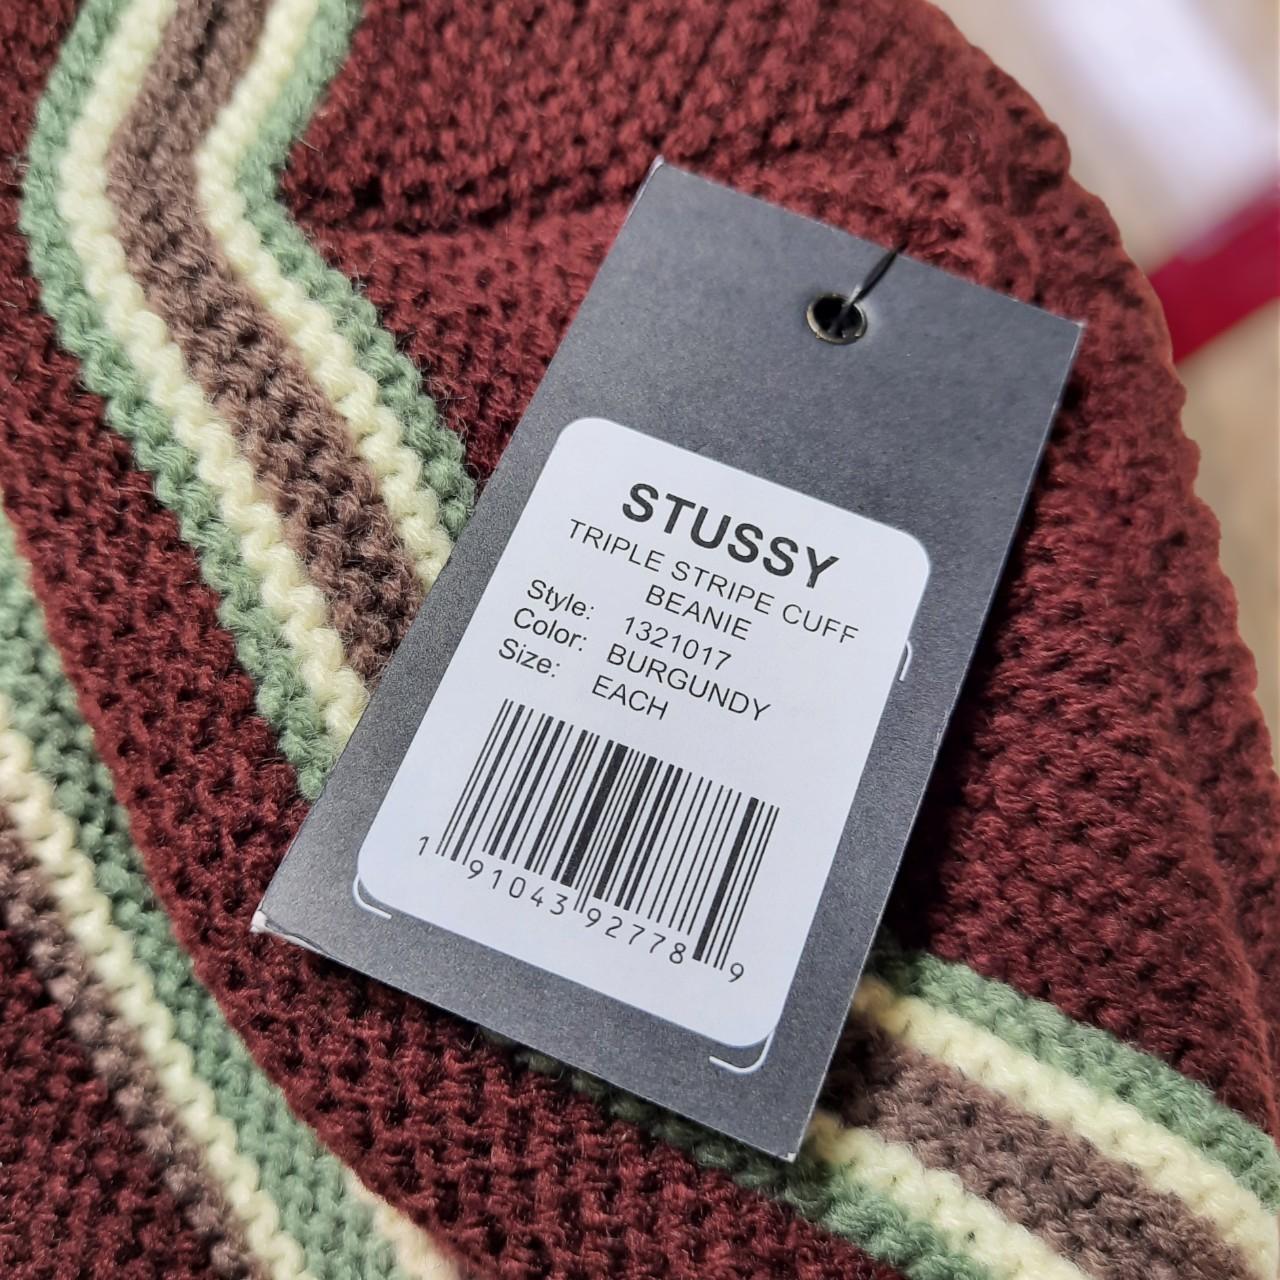 STUSSY
TRIPLE STRIPE CUFF
BEANIE
Style: 1321017
Color: BURGUNDY
Size: EACH
1 91043 92778 9